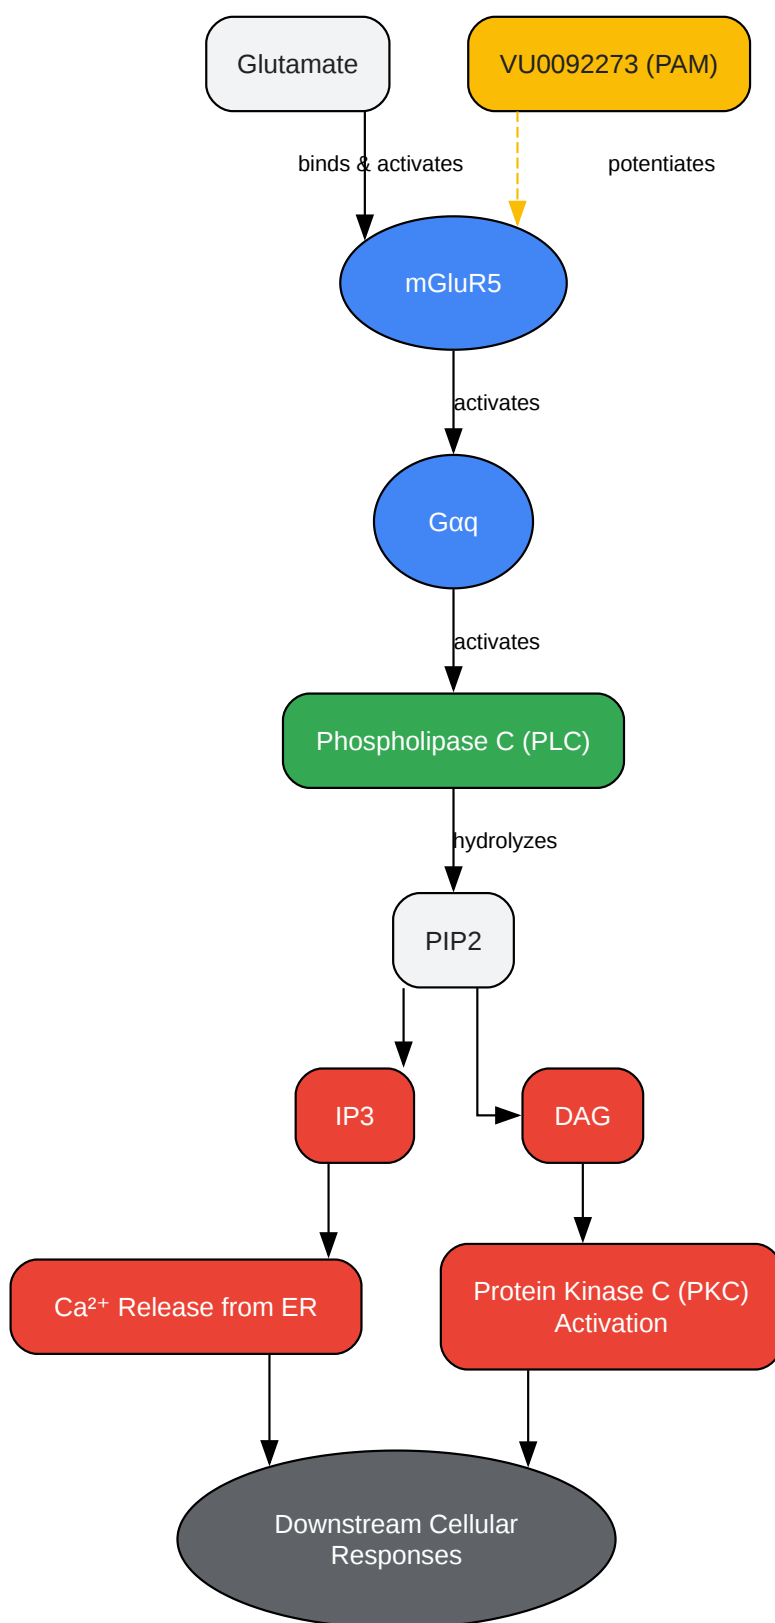 Glutamate
VU0092273 (PAM)
binds & activates
potentiates
mGluR5
activates
Gαq
activates
Phospholipase C (PLC)
hydrolyzes
PIP2
IP3
DAG
Ca²⁺ Release from ER
Protein Kinase C (PKC)
Activation
Downstream Cellular
Responses